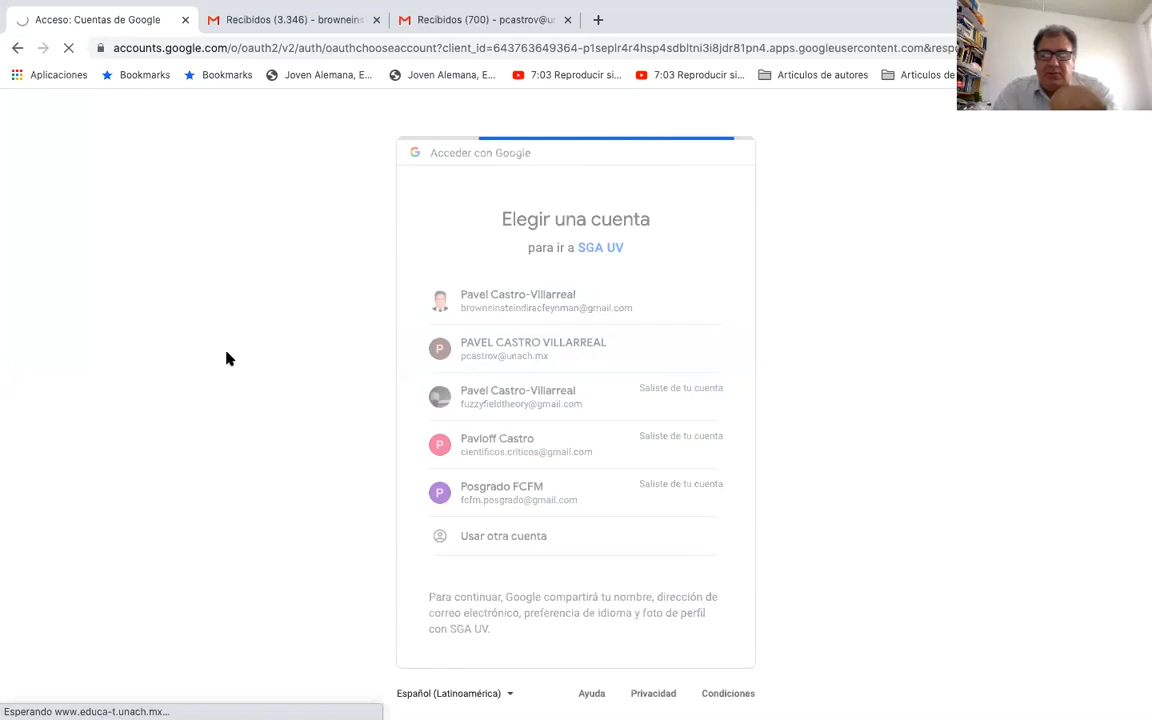 Acceso: Cuentas de Google
Recibidos (3.346) - browneins
Recibidos (700) - pcastrov@un
accounts.google.com/o/oauth2/v2/auth/oauthchooseaccount?client_id=643763649364-p1seplr4r4hsp4sdbltni3i8jdr81pn4.apps.googleusercontent.com&resp
Aplicaciones
Bookmarks
Bookmarks
Joven Alemana, E...
Joven Alemana, E...
7:03 Reproducir si...
7:03 Reproducir si...
Articulos de autores
Articulos de
Acceder con Google
Elegir una cuenta
para ir a SGA UV
Pavel Castro-Villarreal
browneinsteindiracfeynman@gmail.com
P
PAVEL CASTRO VILLARREAL
pcastrov@unach.mx
Pavel Castro-Villarreal
Saliste de tu cuenta
fuzzyfieldtheory@gmail.com
P
Pavloff Castro
Saliste de tu cuenta
cientificos.criticos@gmail.com
P
Posgrado FCFM
Saliste de tu cuenta
fcfm.posgrado@gmail.com
Usar otra cuenta
Para continuar, Google compartirá tu nombre, dirección de
correo electrónico, preferencia de idioma y foto de perfil
con SGA UV.
Español (Latinoamérica)
Ayuda
Privacidad
Condiciones
Esperando www.educa-t.unach.mx...